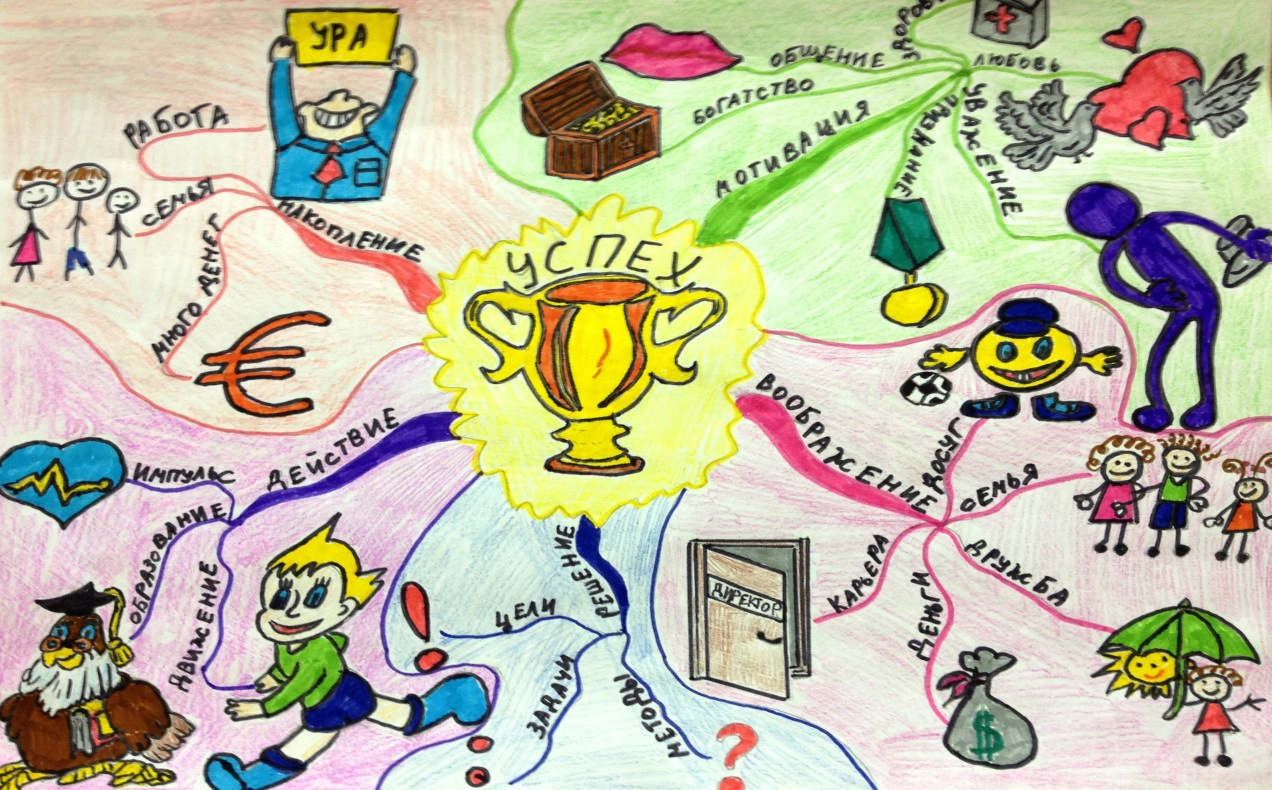 УСПЕХ
МОТИВАЦИЯ
БОГАТСТВО
ОБЩЕНИЕ
ЛЮБОВЬ
УВАЖЕНИЕ
ПРИЗНАНИЕ
ВООБРАЖЕНИЕ
ДОСУГ
СЕМЬЯ
ДРУЖБА
ДЕНЬГИ
$
КАРЬЕРА
ДИРЕКТОР
РЕШЕНИЕ
МЕТОДЫ
?
ЗАДАЧИ
ЦЕЛИ
!
ДЕЙСТВИЕ
ДВИЖЕНИЕ
ОБРАЗОВАНИЕ
ИМПУЛЬС
НАКОПЛЕНИЕ
МНОГО ДЕНЕГ
€
СЕМЬЯ
РАБОТА
УРА